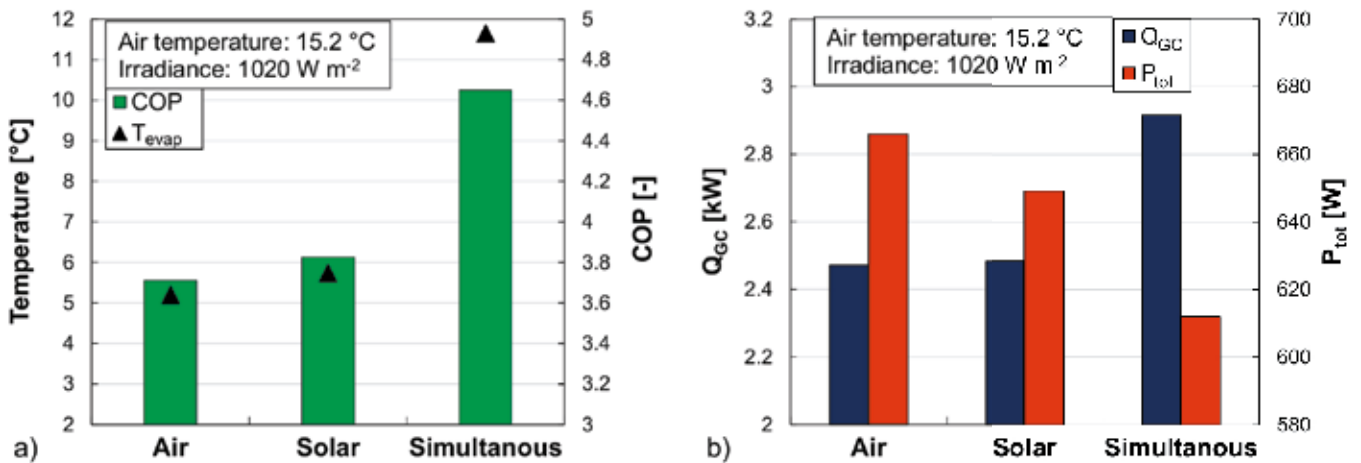 12
11
10
9
8
7
6
5
4
3
2
Temperature [°C]
Air temperature: 15.2 °C
Irradiance: 1020 W m-2
COP
Tevap
5
4.8
4.6
4.4
4.2
4
3.8
3.6
3.4
3.2
3
COP [-]
a)
Air Solar Simultanous
3.2
3
2.8
2.6
2.4
2.2
2
QGC [kW]
Air temperature: 15.2 °C
Irradiance: 1020 W m-2
QGC
Ptot
700
680
660
640
620
600
580
Ptot [W]
b)
Air Solar Simultanous